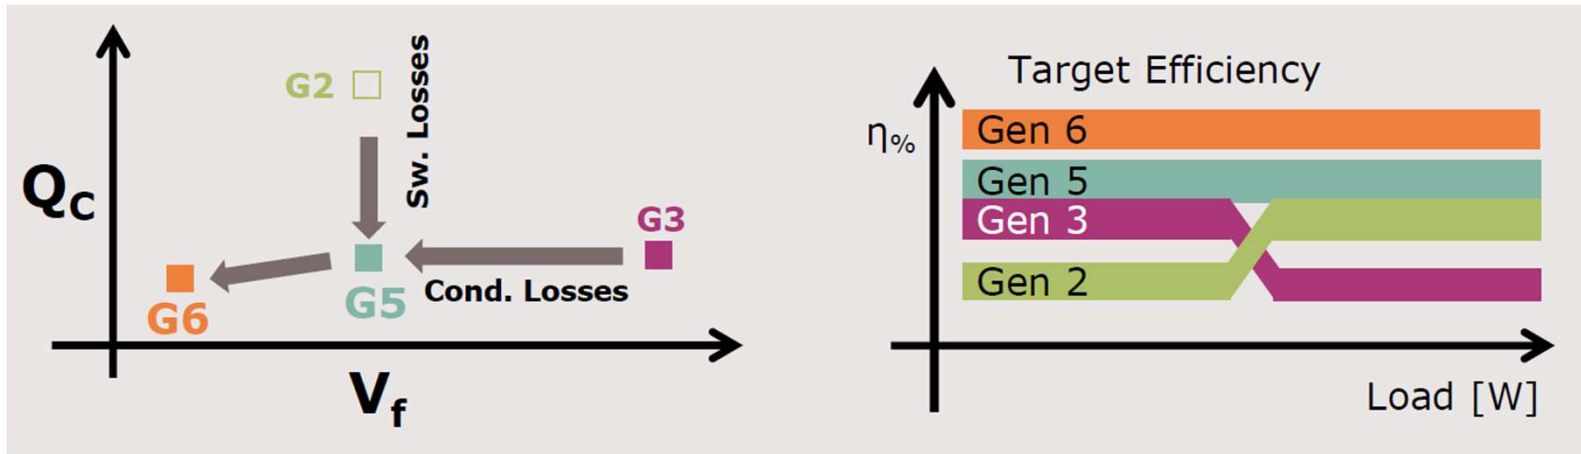 G2
Sw. Losses
QC
G3
Cond. Losses
G5
G6
Vf
Target Efficiency
η%
Gen 6
Gen 5
Gen 3
Gen 2
Load [W]